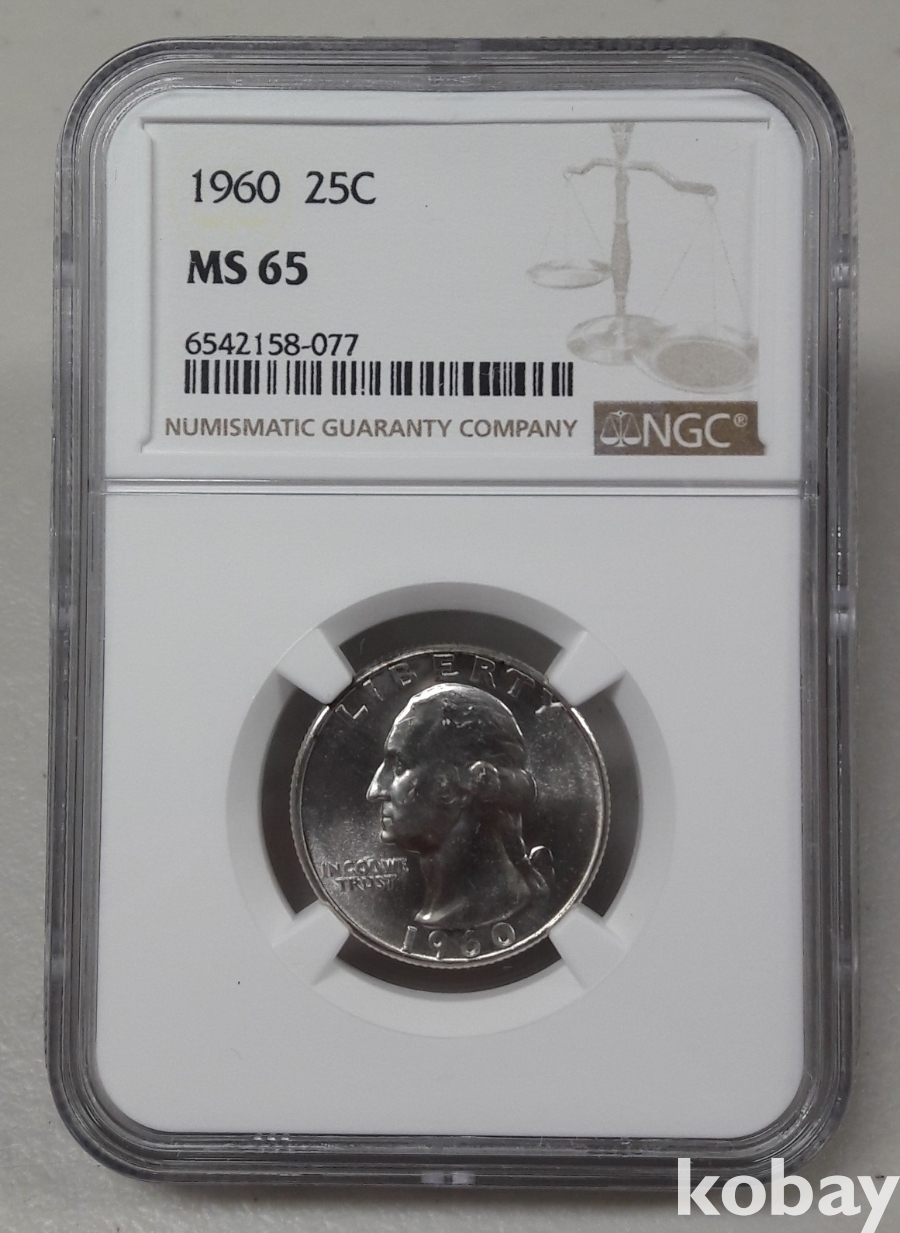 1960 25C
MS 65
6542158-077
NUMISMATIC GUARANTY COMPANY NGC®
LIBERTY
IN GOD WE
TRUST
1960
kobay